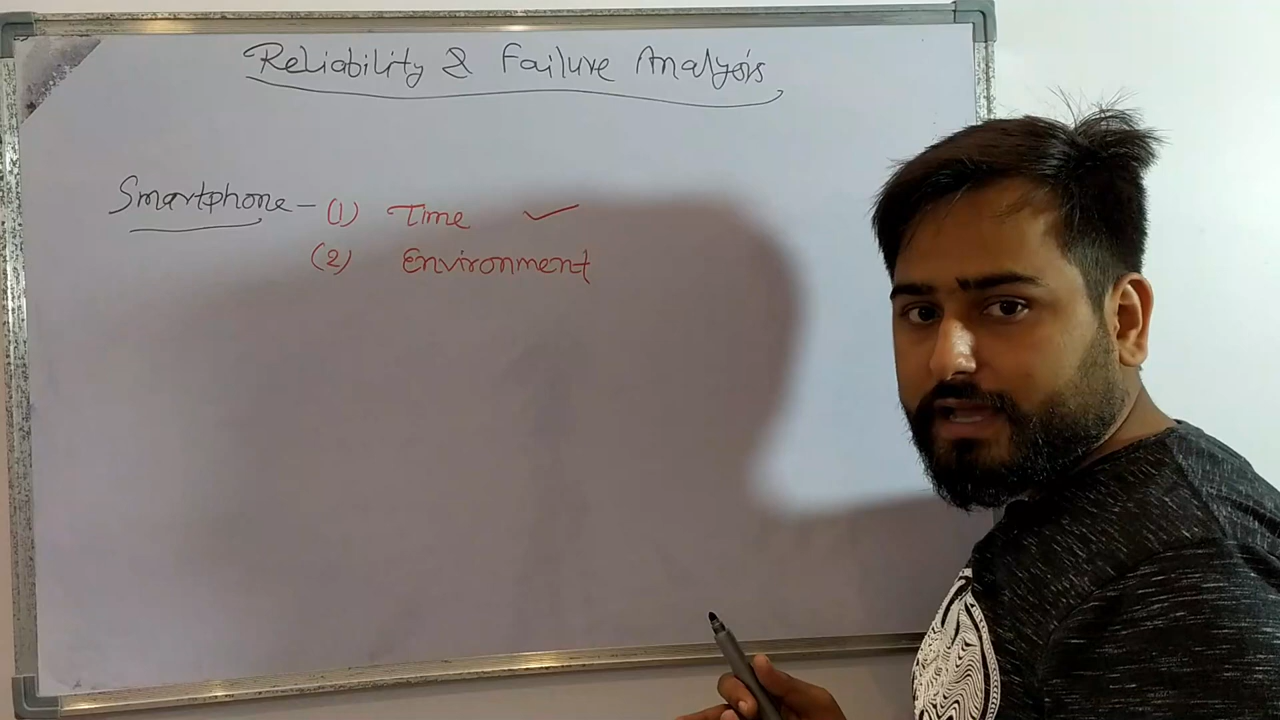 Reliability & Failure Analysis
Smartphone - (1) Time ✓
(2) Environment